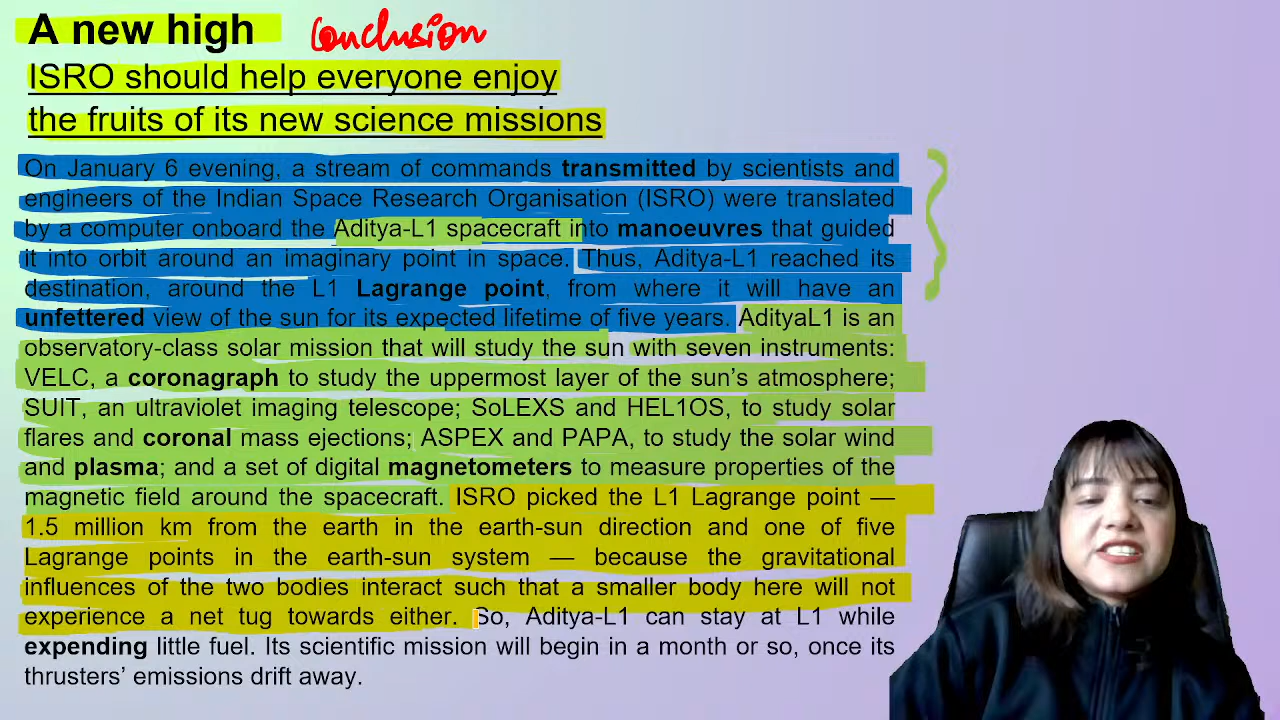 A new high conclusion
ISRO should help everyone enjoy
the fruits of its new science missions
On January 6 evening, a stream of commands transmitted by scientists and
engineers of the Indian Space Research Organisation (ISRO) were translated
by a computer onboard the Aditya-L1 spacecraft into manoeuvres that guided
it into orbit around an imaginary point in space. Thus, Aditya-L1 reached its
destination, around the L1 Lagrange point, from where it will have an
unfettered view of the sun for its expected lifetime of five years. AdityaL1 is an
observatory-class solar mission that will study the sun with seven instruments:
VELC, a coronagraph to study the uppermost layer of the sun's atmosphere;
SUIT, an ultraviolet imaging telescope; SoLEXS and HEL1OS, to study solar
flares and coronal mass ejections; ASPEX and PAPA, to study the solar wind
and plasma; and a set of digital magnetometers to measure properties of the
magnetic field around the spacecraft. ISRO picked the L1 Lagrange point —
1.5 million km from the earth in the earth-sun direction and one of five
Lagrange points in the earth-sun system — because the gravitational
influences of the two bodies interact such that a smaller body here will not
experience a net tug towards either. So, Aditya-L1 can stay at L1 while
expending little fuel. Its scientific mission will begin in a month or so, once its
thrusters' emissions drift away.